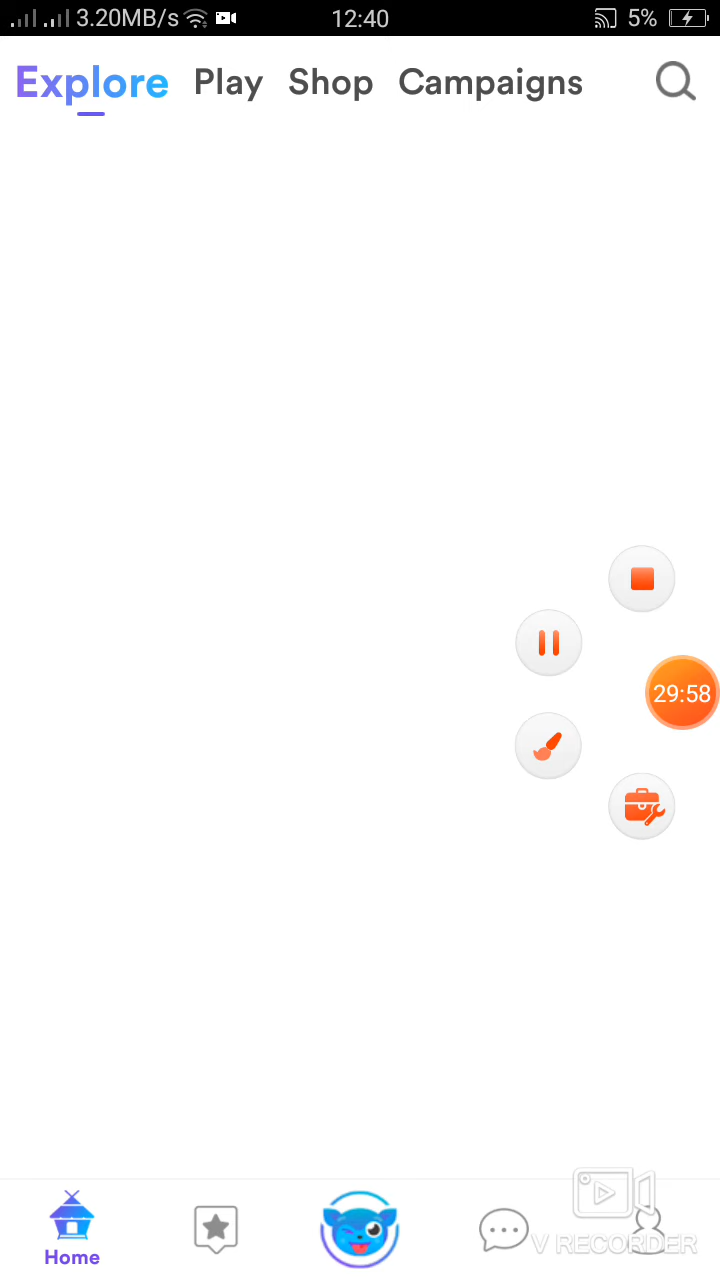 3.20MB/s 12:40 5%
Explore Play Shop Campaigns
29:58
Home
V RECORDER